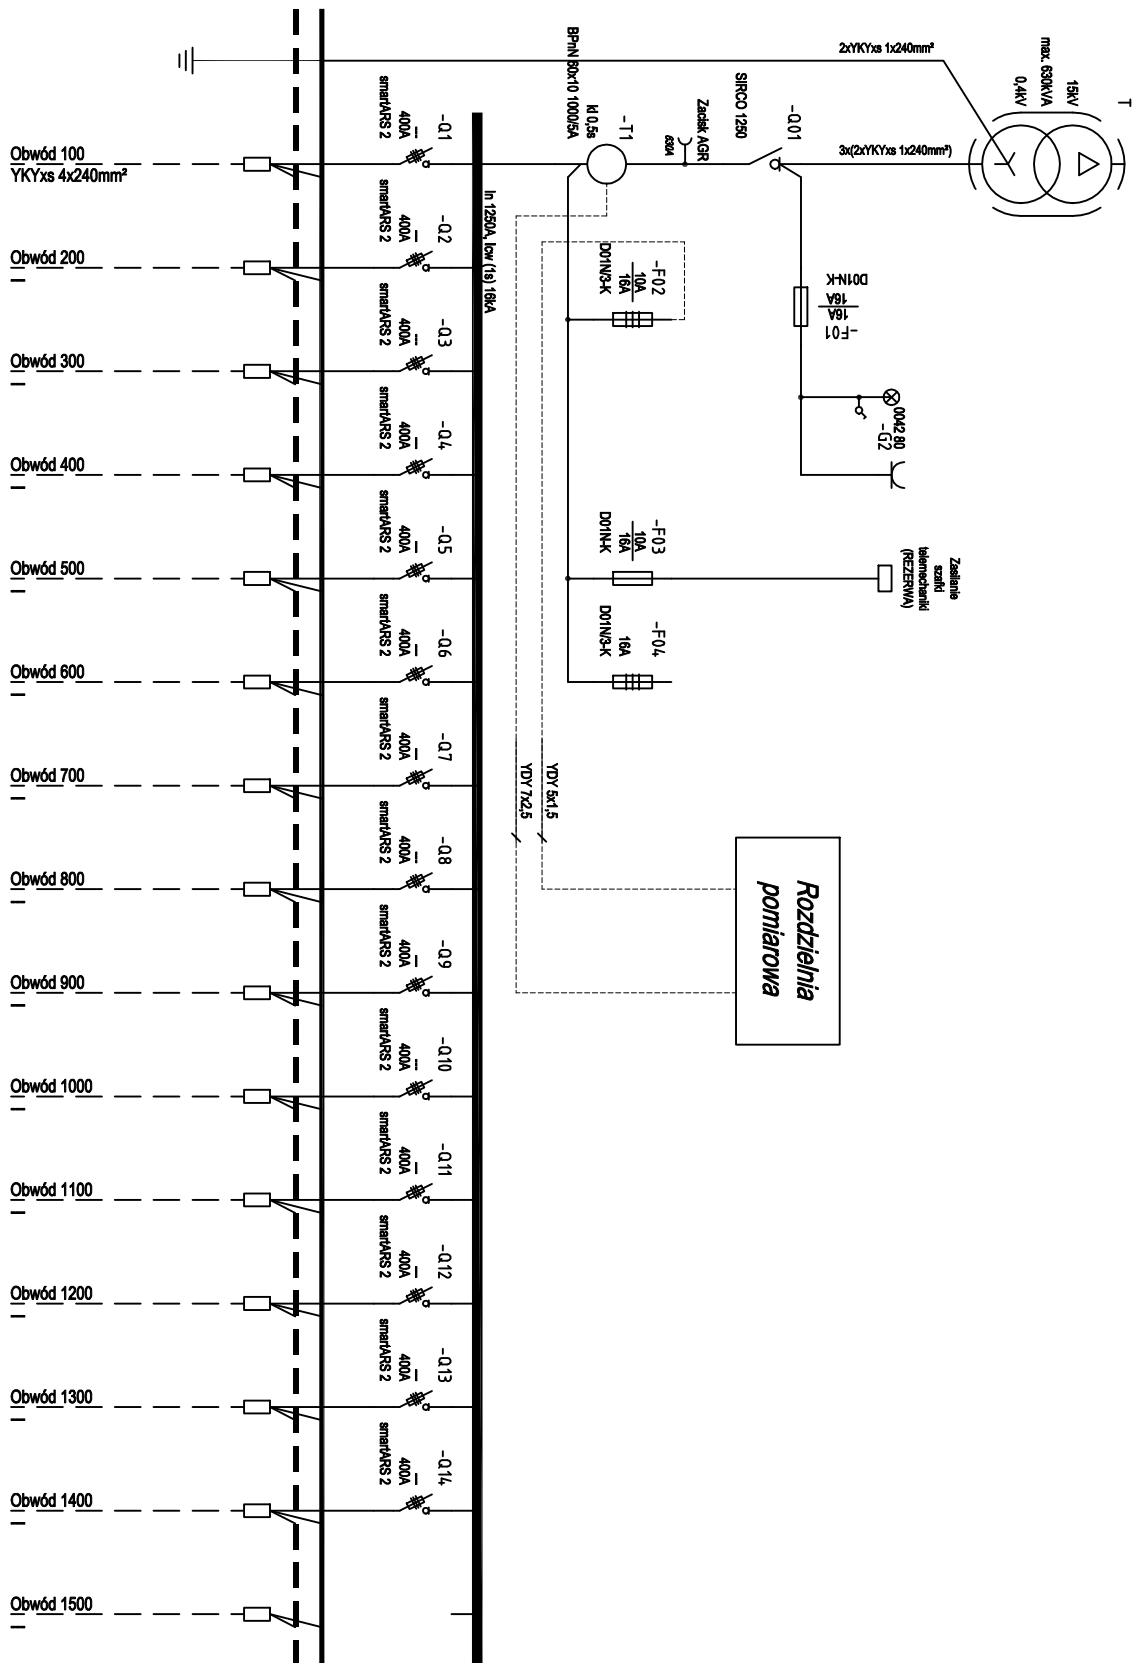 T
15kV
max. 630kVA
0,4kV
2xYKYxs 1x240mm²
3x(2xYKYxs 1x240mm²)
-Q01
SIRCO 1250
Zacisk AGR
630A
-T1
kl 0,5s
BPnN 60x10 1000/5A
In 1250A, Icw (1s) 16kA
-F01
16A
16A
D01N-K
0042 80
-G2
-F02
10A
16A
D01N/3-K
-F03
10A
16A
D01N-K
Zasilanie
szafki
telemechaniki
(REZERWA)
-F04
16A
D01N/3-K
YDY 5x1,5
YDY 7x2,5
Rozdzielnia
pomiarowa
-Q1
---
400A
smartARS 2
Obwód 100
YKYxs 4x240mm²
-Q2
---
400A
smartARS 2
Obwód 200
—
-Q3
—
400A
smartARS 2
Obwód 300
—
-Q4
—
400A
smartARS 2
Obwód 400
—
-Q5
—
400A
smartARS 2
Obwód 500
—
-Q6
—
400A
smartARS 2
Obwód 600
—
-Q7
—
400A
smartARS 2
Obwód 700
—
-Q8
---
400A
smartARS 2
Obwód 800
—
-Q9
—
400A
smartARS 2
Obwód 900
—
-Q10
---
400A
smartARS 2
Obwód 1000
—
-Q11
—
400A
smartARS 2
Obwód 1100
—
-Q12
—
400A
smartARS 2
Obwód 1200
—
-Q13
—
400A
smartARS 2
Obwód 1300
—
-Q14
—
400A
smartARS 2
Obwód 1400
—
Obwód 1500
—